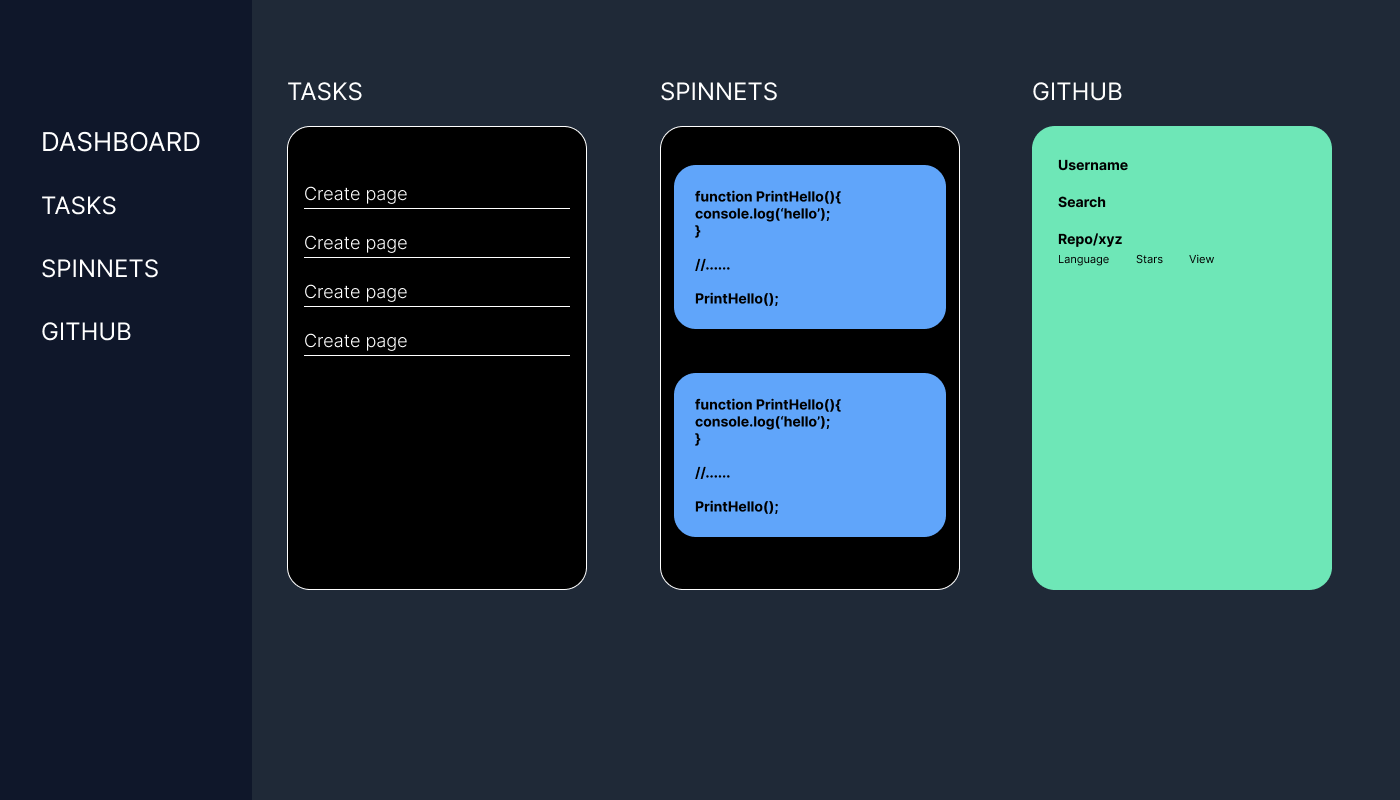 DASHBOARD
TASKS
SPINNETS
GITHUB
TASKS
Create page
Create page
Create page
Create page
SPINNETS
function PrintHello(){
console.log(‘hello’);
}
//......
PrintHello();
function PrintHello(){
console.log(‘hello’);
}
//......
PrintHello();
GITHUB
Username
Search
Repo/xyz
Language Stars View